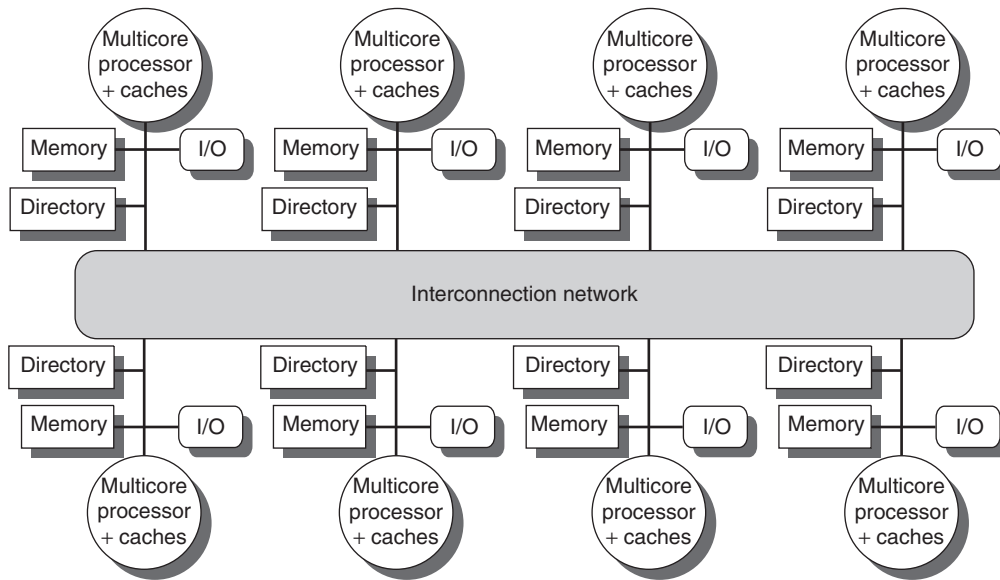 Multicore
processor
+ caches
Multicore
processor
+ caches
Multicore
processor
+ caches
Multicore
processor
+ caches
Memory
I/O
Memory
I/O
Memory
I/O
Memory
I/O
Directory
Directory
Directory
Directory
Interconnection network
Directory
Directory
Directory
Directory
Memory
I/O
Memory
I/O
Memory
I/O
Memory
I/O
Multicore
processor
+ caches
Multicore
processor
+ caches
Multicore
processor
+ caches
Multicore
processor
+ caches